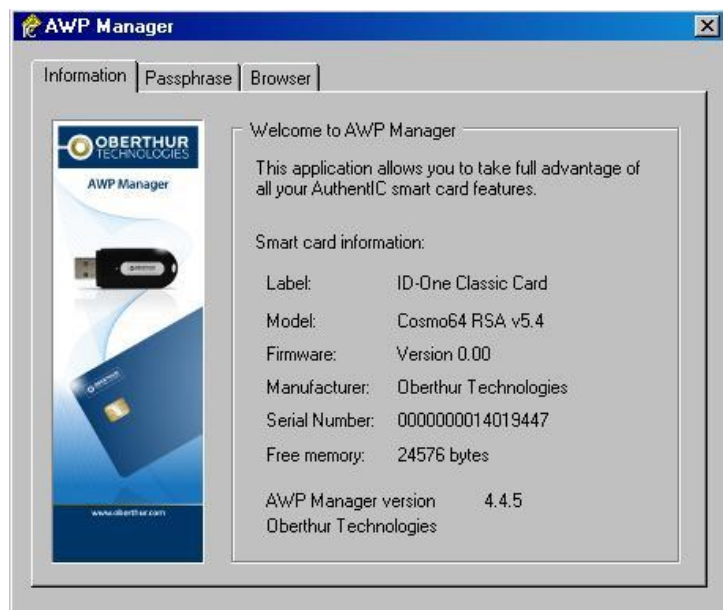 AWP Manager
Information Passphrase Browser
OBERTHUR
TECHNOLOGIES
AWP Manager
www.oberthur.com
Welcome to AWP Manager
This application allows you to take full advantage of
all your AuthentIC smart card features.
Smart card information:
Label: ID-One Classic Card
Model: Cosmo64 RSA v5.4
Firmware: Version 0.00
Manufacturer: Oberthur Technologies
Serial Number: 0000000014019447
Free memory: 24576 bytes
AWP Manager version 4.4.5
Oberthur Technologies